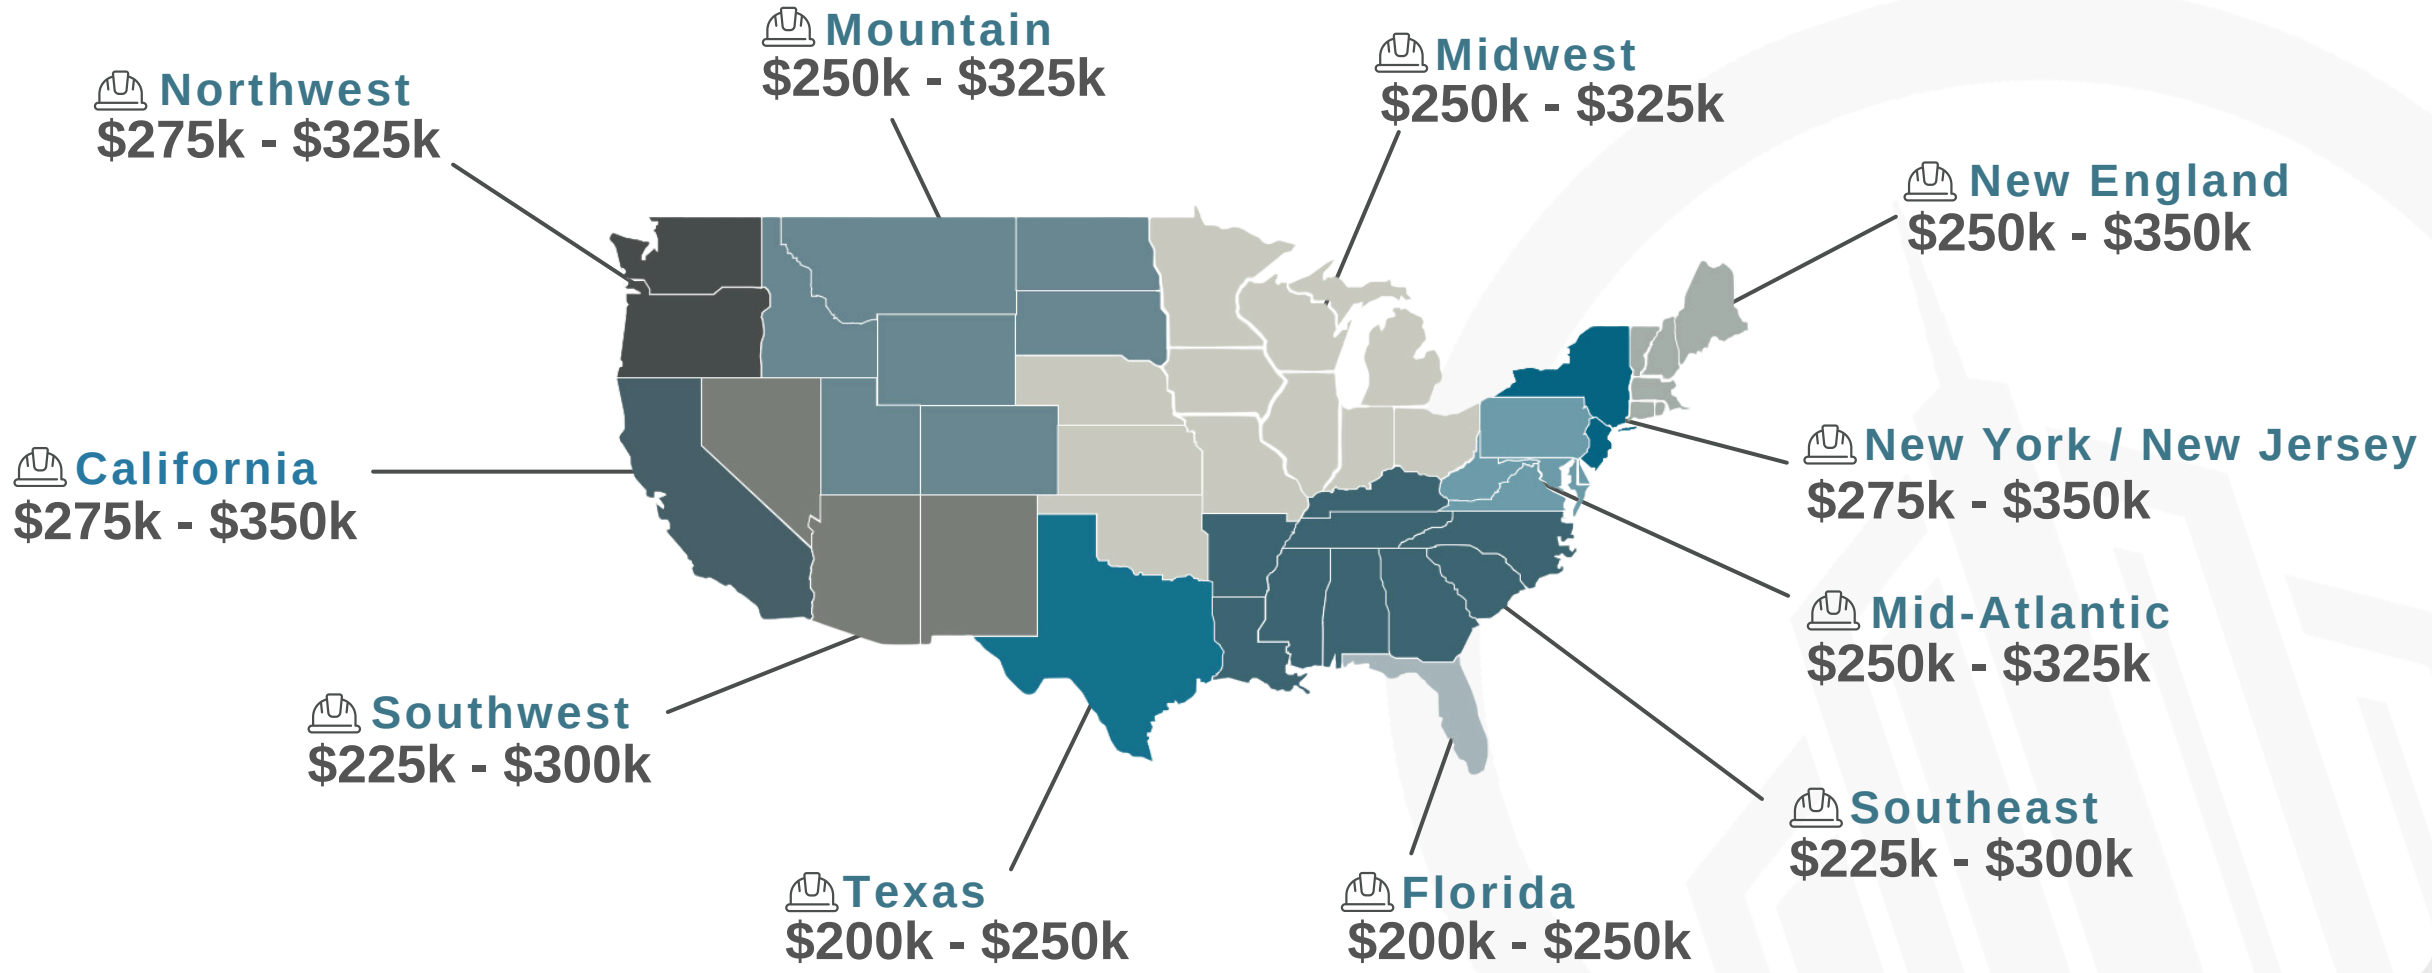 Mountain
$250k - $325k
Midwest
$250k - $325k
Northwest
$275k - $325k
New England
$250k - $350k
California
$275k - $350k
New York / New Jersey
$275k - $350k
Mid-Atlantic
$250k - $325k
Southwest
$225k - $300k
Southeast
$225k - $300k
Texas
$200k - $250k
Florida
$200k - $250k